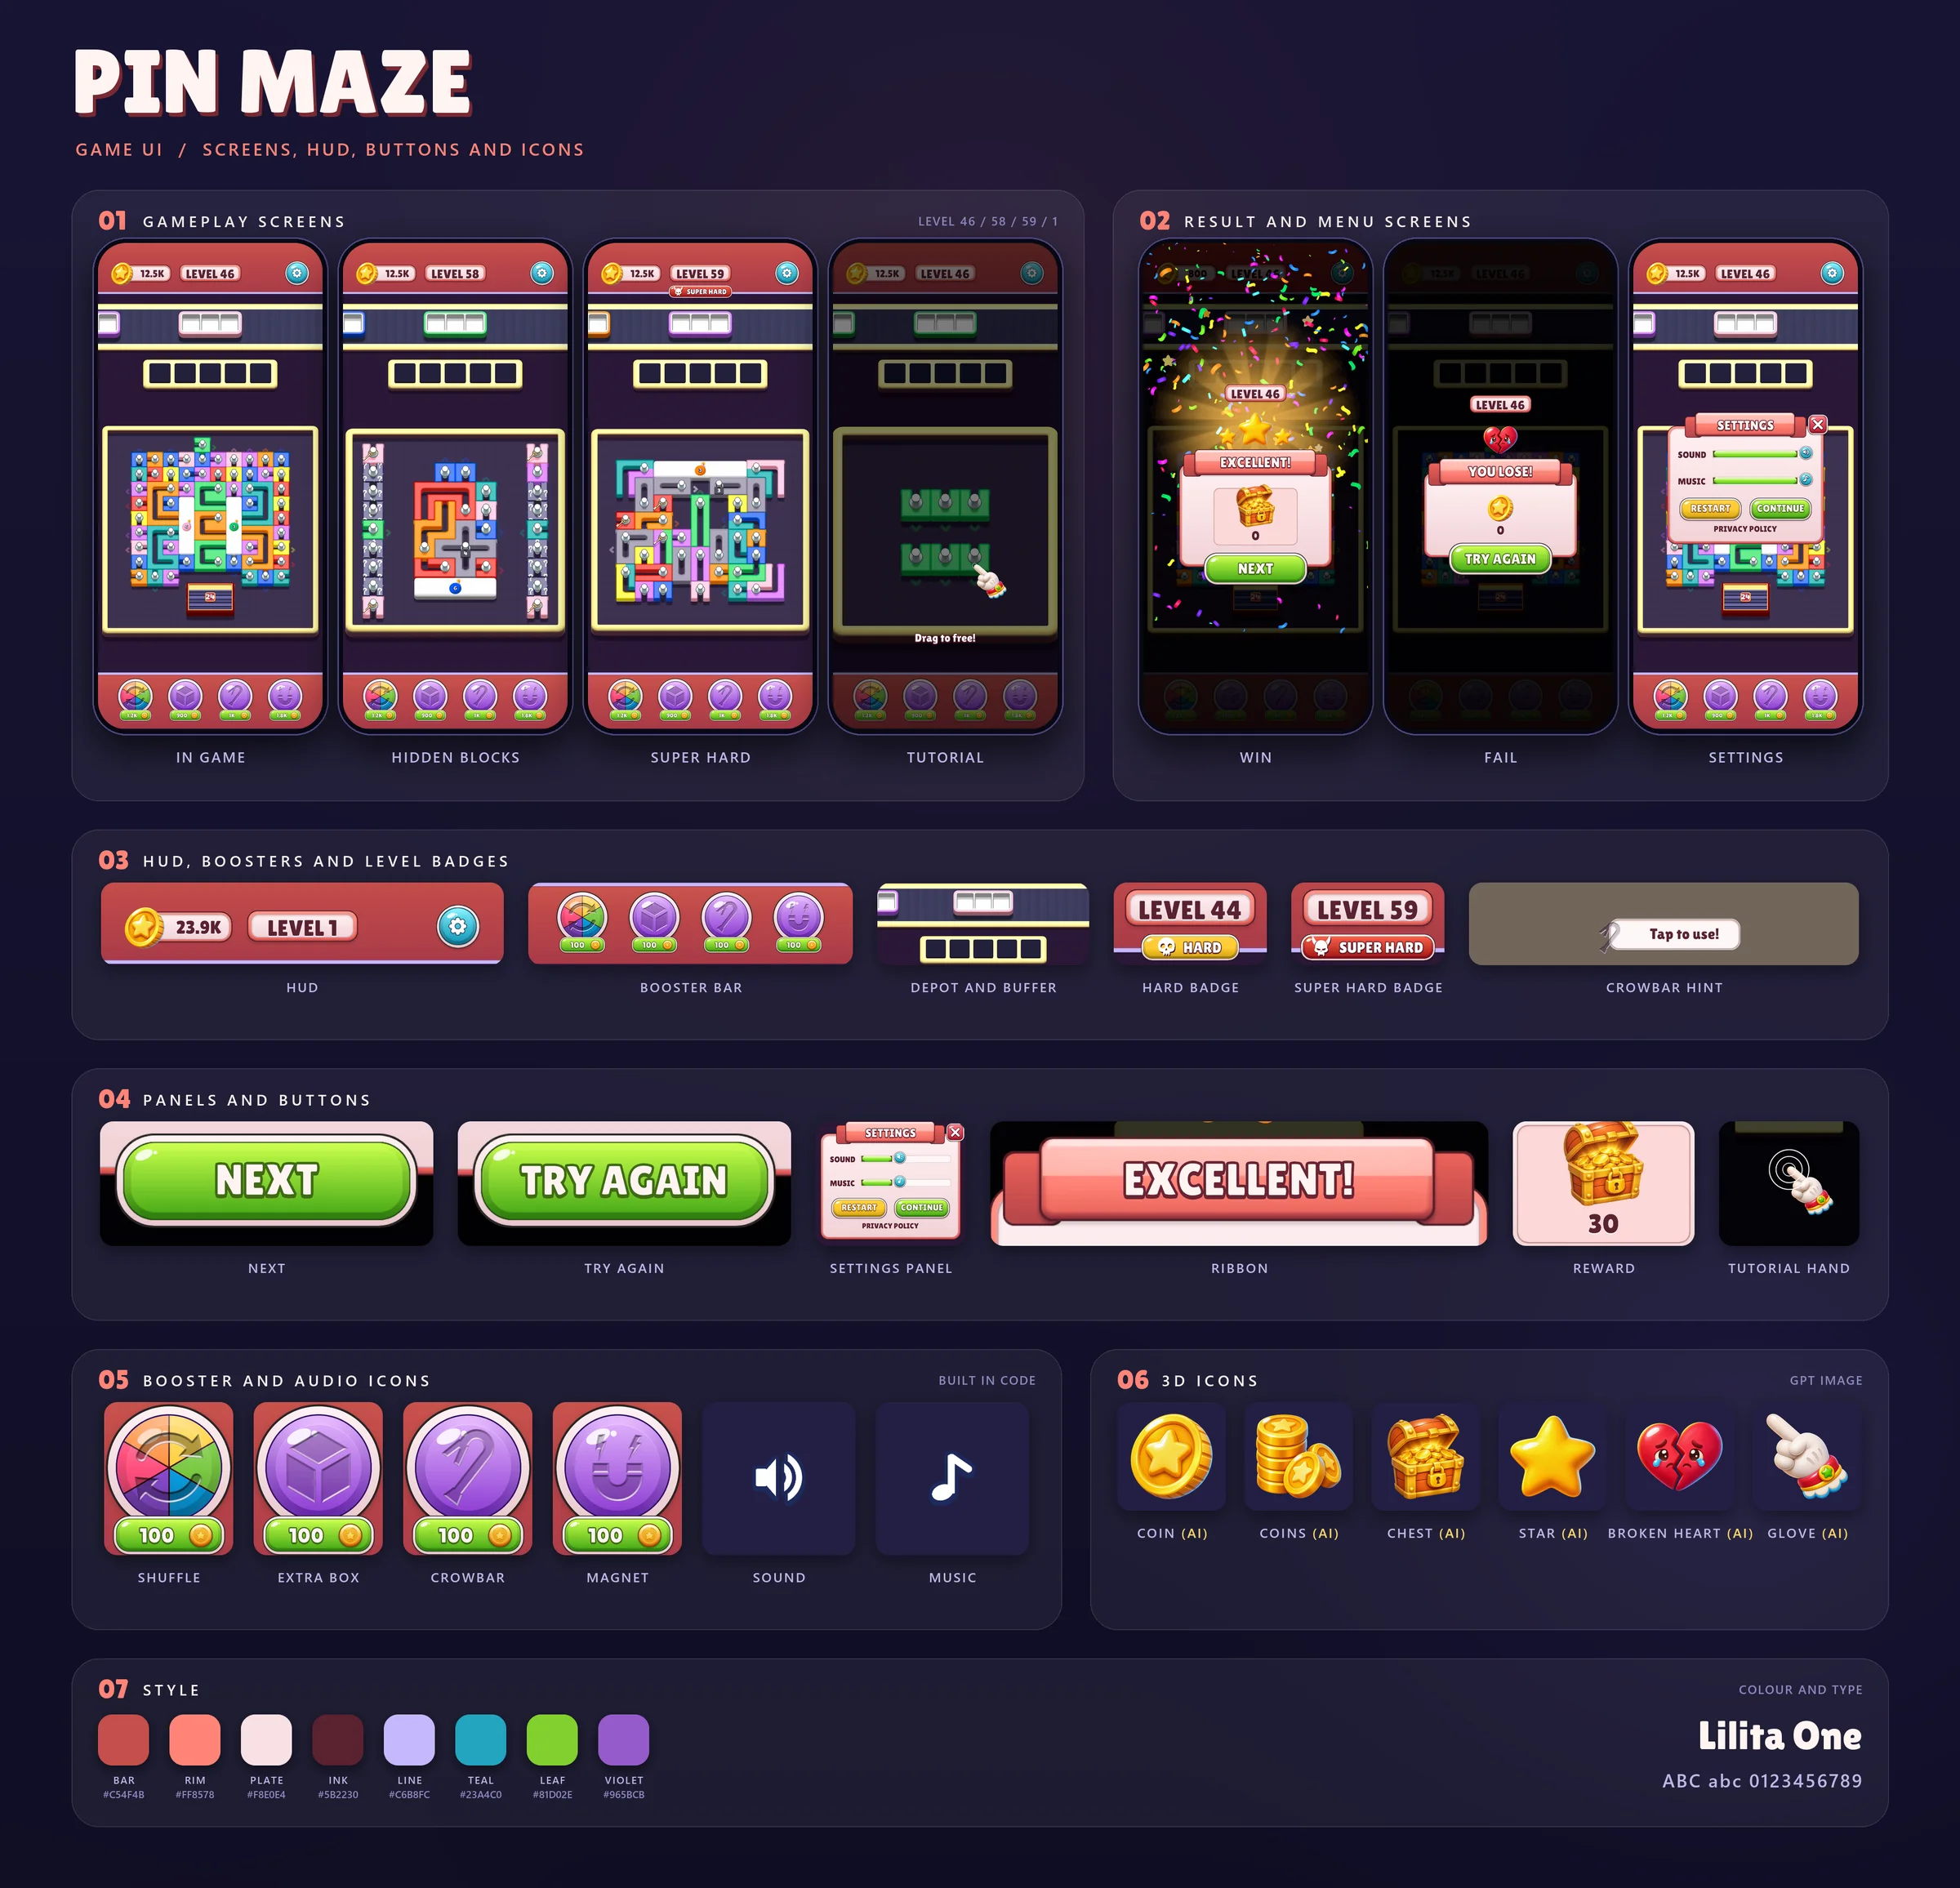 PIN MAZE
GAME UI / SCREENS, HUD, BUTTONS AND ICONS
01 GAMEPLAY SCREENS
LEVEL 46 / 58 / 59 / 1
12.5K LEVEL 46
24
12.5K LEVEL 58
12.5K LEVEL 59
SUPER HARD
12.5K LEVEL 46
Drag to free!
IN GAME
HIDDEN BLOCKS
SUPER HARD
TUTORIAL
02 RESULT AND MENU SCREENS
LEVEL 46
EXCELLENT!
0
NEXT
12.5K LEVEL 46
LEVEL 46
YOU LOSE!
0
TRY AGAIN
12.5K LEVEL 46
SETTINGS
SOUND
MUSIC
RESTART CONTINUE
PRIVACY POLICY
24
WIN
FAIL
SETTINGS
03 HUD, BOOSTERS AND LEVEL BADGES
23.9K LEVEL 1
100 100 100 100
LEVEL 44
HARD
LEVEL 59
SUPER HARD
Tap to use!
HUD
BOOSTER BAR
DEPOT AND BUFFER
HARD BADGE
SUPER HARD BADGE
CROWBAR HINT
04 PANELS AND BUTTONS
NEXT
TRY AGAIN
SETTINGS
SOUND
MUSIC
RESTART CONTINUE
PRIVACY POLICY
EXCELLENT!
30
NEXT
TRY AGAIN
SETTINGS PANEL
RIBBON
REWARD
TUTORIAL HAND
05 BOOSTER AND AUDIO ICONS
BUILT IN CODE
100 100 100 100
SHUFFLE
EXTRA BOX
CROWBAR
MAGNET
SOUND
MUSIC
06 3D ICONS
GPT IMAGE
COIN (AI)
COINS (AI)
CHEST (AI)
STAR (AI)
BROKEN HEART (AI)
GLOVE (AI)
07 STYLE
COLOUR AND TYPE
BAR
#C54F4B
RIM
#FF8578
PLATE
#F8E0E4
INK
#5B2230
LINE
#C6B8FC
TEAL
#23A4C0
LEAF
#81D02E
VIOLET
#965BCB
Lilita One
ABC abc 0123456789